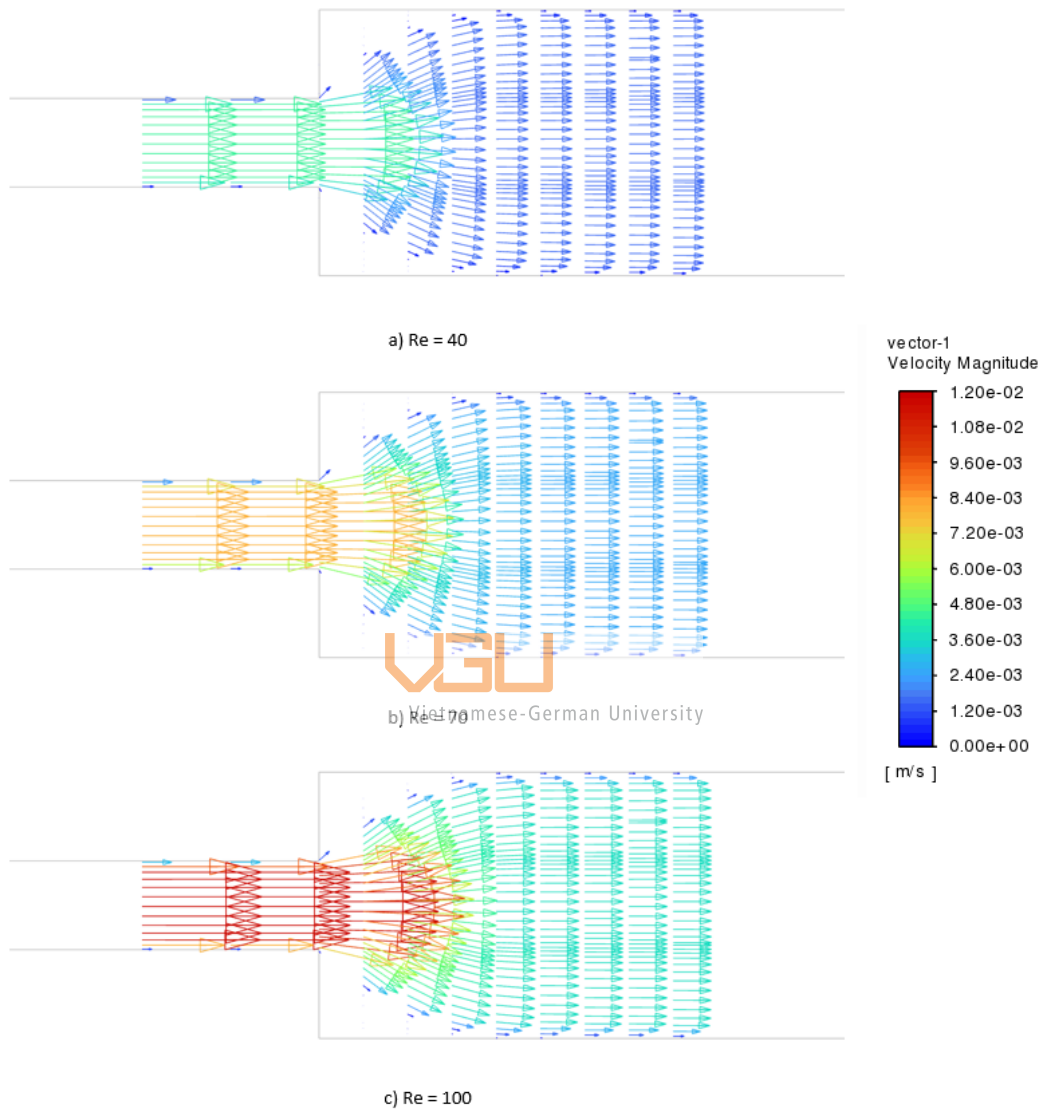 a) Re = 40
vector-1
Velocity Magnitude
1.20e-02
1.08e-02
9.60e-03
8.40e-03
7.20e-03
6.00e-03
4.80e-03
3.60e-03
2.40e-03
1.20e-03
0.00e+00
[ m/s ]
VGU
Vietnamese-German University
b) Re = 70
c) Re = 100